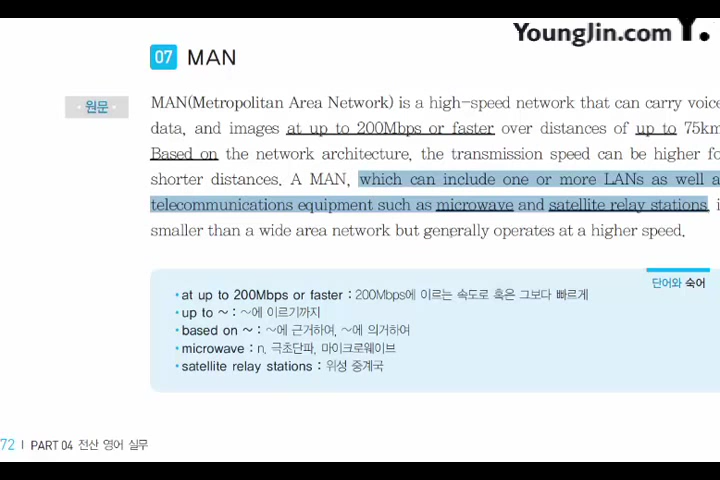 YoungJin.com Y.
07 MAN
원문
MAN(Metropolitan Area Network) is a high-speed network that can carry voice
data, and images at up to 200Mbps or faster over distances of up to 75km
Based on the network architecture, the transmission speed can be higher fo
shorter distances. A MAN, which can include one or more LANs as well a
telecommunications equipment such as microwave and satellite relay stations, i
smaller than a wide area network but generally operates at a higher speed.
단어와 숙어
• at up to 200Mbps or faster : 200Mbps에 이르는 속도로 혹은 그보다 빠르게
• up to ~ : ~에 이르기까지
• based on ~ : ~에 근거하여, ~에 의거하여
• microwave : n. 극초단파, 마이크로웨이브
• satellite relay stations : 위성 중계국
72 I PART 04 전산 영어 실무